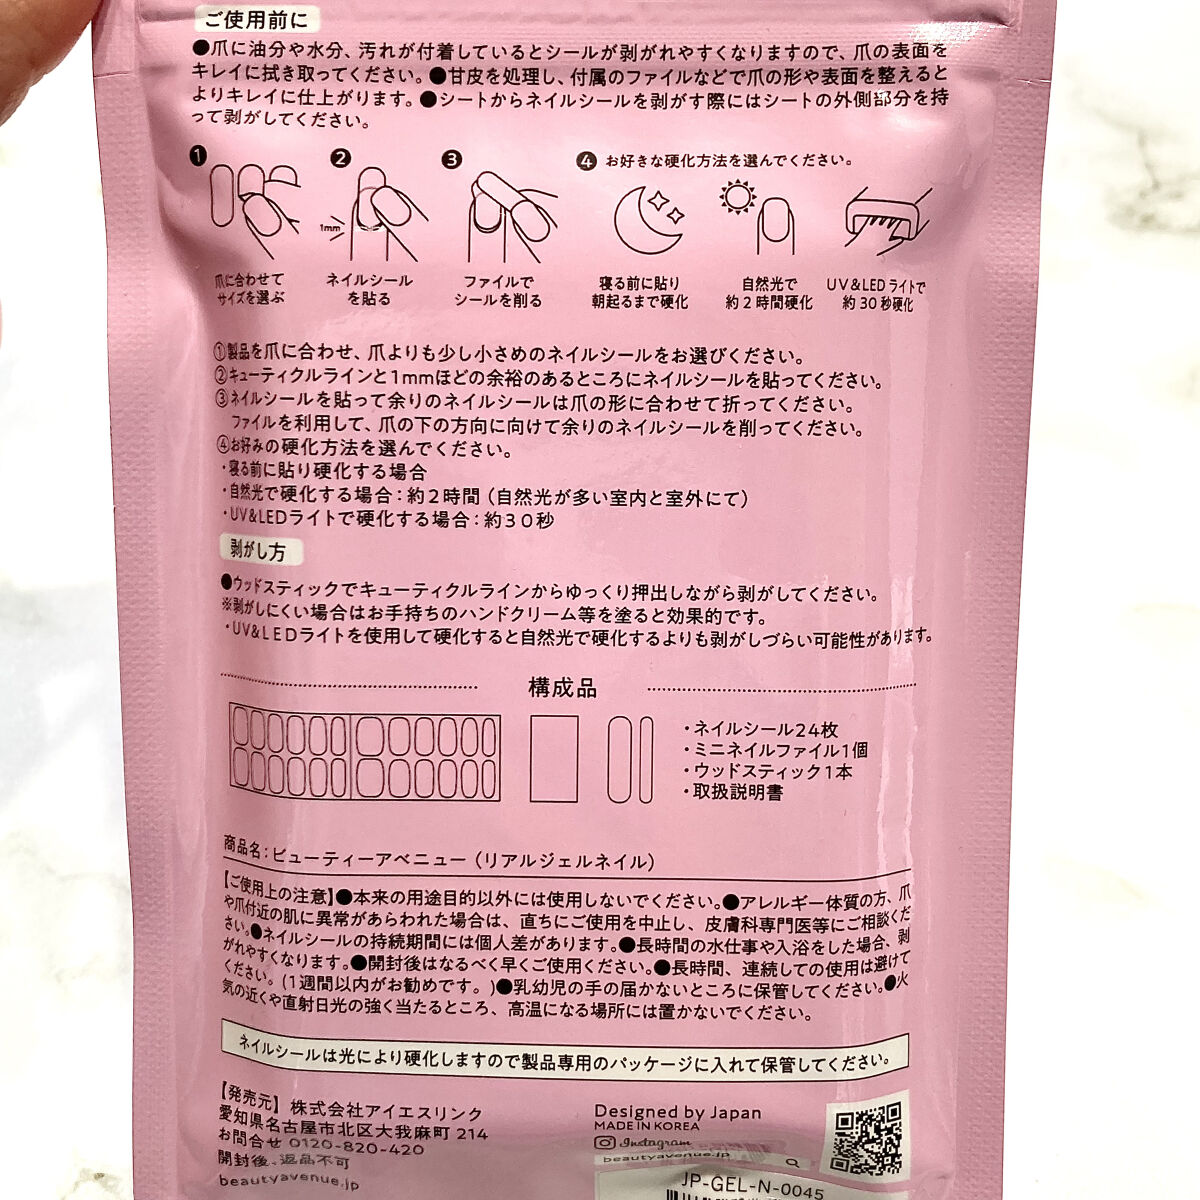 ご使用前に
●爪に油分や水分、汚れが付着しているとシールが剥がれやすくなりますので、爪の表面を
キレイに拭き取ってください。●甘皮を処理し、付属のファイルなどで爪の形や表面を整えると
よりキレイに仕上がります。●シートからネイルシールを剥がす際にはシートの外側部分を持
って剥がしてください。
1 2 3 4 お好きな硬化方法を選んでください。
1mm
爪に合わせて
サイズを選ぶ
ネイルシール
を貼る
ファイルで
シールを削る
寝る前に貼り
朝起るまで硬化
自然光で
約2時間硬化
UV&LEDライトで
約30秒硬化
①製品を爪に合わせ、爪よりも少し小さめのネイルシールをお選びください。
②キューティクルラインと1mmほどの余裕のあるところにネイルシールを貼ってください。
③ネイルシールを貼って余りのネイルシールは爪の形に合わせて折ってください。
ファイルを利用して、爪の下の方向に向けて余りのネイルシールを削ってください。
④お好みの硬化方法を選んでください。
・寝る前に貼り硬化する場合
・自然光で硬化する場合：約2時間（自然光が多い室内と室外にて）
・UV&LEDライトで硬化する場合：約30秒
剥がし方
●ウッドスティックでキューティクルラインからゆっくり押出しながら剥がしてください。
※剥がしにくい場合はお手持ちのハンドクリーム等を塗ると効果的です。
・UV&LEDライトを使用して硬化すると自然光で硬化するよりも剥がしづらい可能性があります。
構成品
・ネイルシール24枚
・ミニネイルファイル1個
・ウッドスティック1本
・取扱説明書
商品名：ビューティーアベニュー（リアルジェルネイル）
【ご使用上の注意】●本来の用途目的以外には使用しないでください。●アレルギー体質の方、爪
や爪付近の肌に異常があらわれた場合は、直ちにご使用を中止し、皮膚科専門医等にご相談くだ
さい。●ネイルシールの持続期間には個人差があります。●長時間の水仕事や入浴をした場合、剥
がれやすくなります。●開封後はなるべく早くご使用ください。●長時間、連続しての使用は避けて
ください。(1週間以内がお勧めです。)●乳幼児の手の届かないところに保管してください。●火
気の近くや直射日光の強く当たるところ、高温になる場所には置かないでください。
ネイルシールは光により硬化しますので製品専用のパッケージに入れて保管してください。
【発売元】株式会社アイエスリンク
愛知県名古屋市北区大我麻町214
お問合せ 0120-820-420
開封後、返品不可
beautyavenue.jp
Designed by Japan
MADE IN KOREA
Instagram
beautyavenue.jp
JP-GEL-N-0045